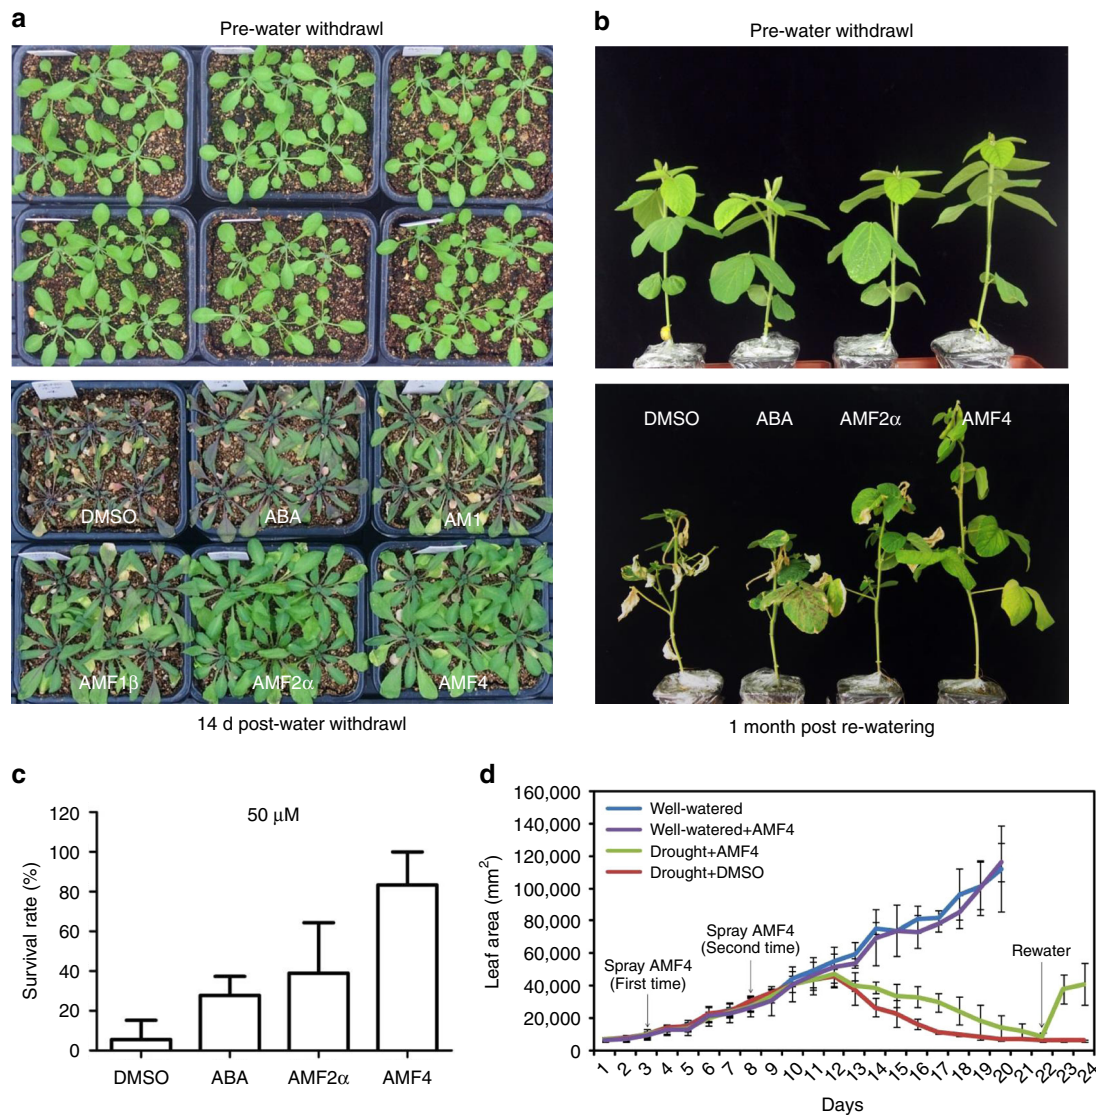 a
Pre-water withdrawl
DMSO
ABA
AM1
AMF1β
AMF2α
AMF4
14 d post-water withdrawl
b
Pre-water withdrawl
DMSO
ABA
AMF2α
AMF4
1 month post re-watering
c
50 μM
Survival rate (%)
120
100
80
60
40
20
0
DMSO
ABA
AMF2α
AMF4
d
Leaf area (mm²)
160,000
140,000
120,000
100,000
80,000
60,000
40,000
20,000
0
Well-watered
Well-watered+AMF4
Drought+AMF4
Drought+DMSO
Spray AMF4
(First time)
Spray AMF4
(Second time)
Rewater
1 2 3 4 5 6 7 8 9 10 11 12 13 14 15 16 17 18 19 20 21 22 23 24
Days